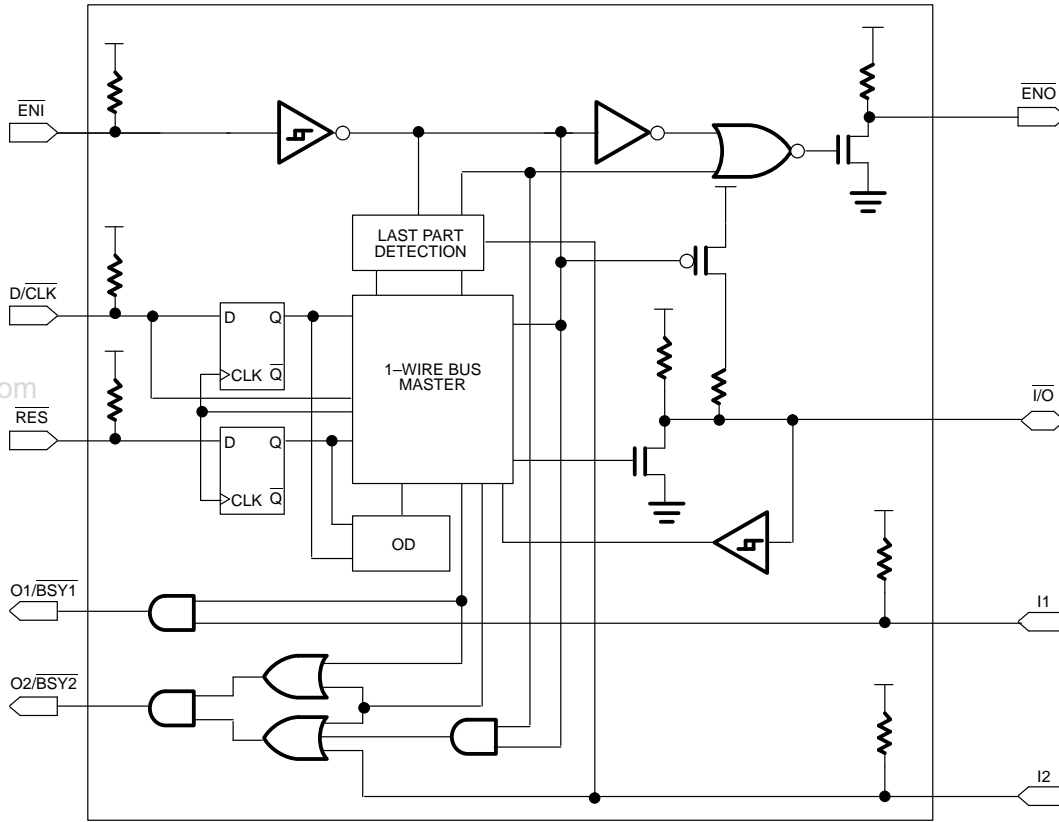 ENI
ENO
LAST PART
DETECTION
D/CLK
D Q
CLK Q
1–WIRE BUS
MASTER
om
RES
I/O
D Q
CLK Q
OD
O1/BSY1
I1
O2/BSY2
I2